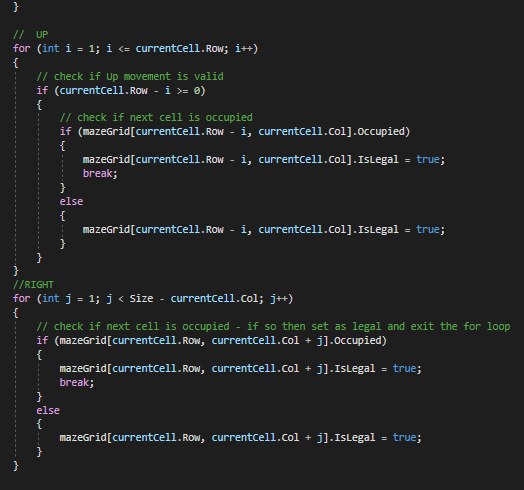 }
// UP
for (int i = 1; i <= currentCell.Row; i++)
{
// check if Up movement is valid
if (currentCell.Row - i >= 0)
{
// check if next cell is occupied
if (mazeGrid[currentCell.Row - i, currentCell.Col].Occupied)
{
mazeGrid[currentCell.Row - i, currentCell.Col].IsLegal = true;
break;
}
else
{
mazeGrid[currentCell.Row - i, currentCell.Col].IsLegal = true;
}
}
}
//RIGHT
for (int j = 1; j < Size - currentCell.Col; j++)
{
// check if next cell is occupied - if so then set as legal and exit the for loop
if (mazeGrid[currentCell.Row, currentCell.Col + j].Occupied)
{
mazeGrid[currentCell.Row, currentCell.Col + j].IsLegal = true;
break;
}
else
{
mazeGrid[currentCell.Row, currentCell.Col + j].IsLegal = true;
}
}